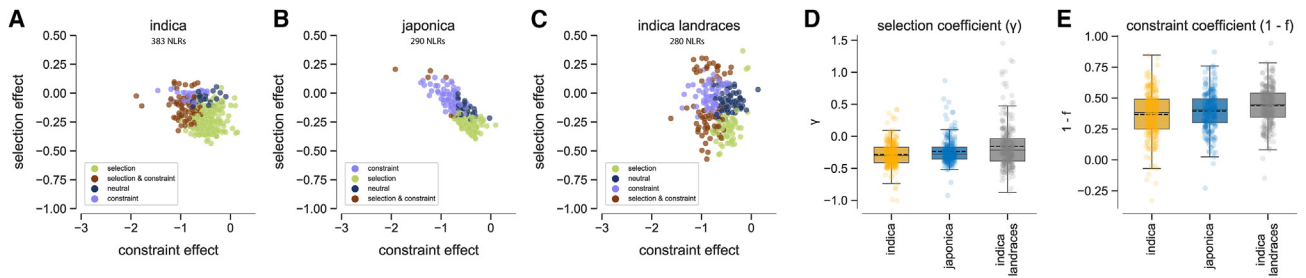 A
indica
383 NLRs
selection effect
0.50
0.25
0.00
−0.25
−0.50
−0.75
−1.00
selection
selection & constraint
neutral
constraint
−3
−2
−1
0
constraint effect
B
japonica
290 NLRs
selection effect
0.50
0.25
0.00
−0.25
−0.50
−0.75
−1.00
constraint
selection
neutral
selection & constraint
−3
−2
−1
0
constraint effect
C
indica landraces
280 NLRs
selection effect
0.50
0.25
0.00
−0.25
−0.50
−0.75
−1.00
selection
neutral
constraint
selection & constraint
−3
−2
−1
0
constraint effect
D
selection coefficient (γ)
γ
1.5
1.0
0.5
−0.0
−0.5
−1.0
indica
japonica
indica
landraces
E
constraint coefficient (1 - f)
1 - f
1.00
0.75
0.50
0.25
0.00
−0.25
indica
japonica
indica
landraces